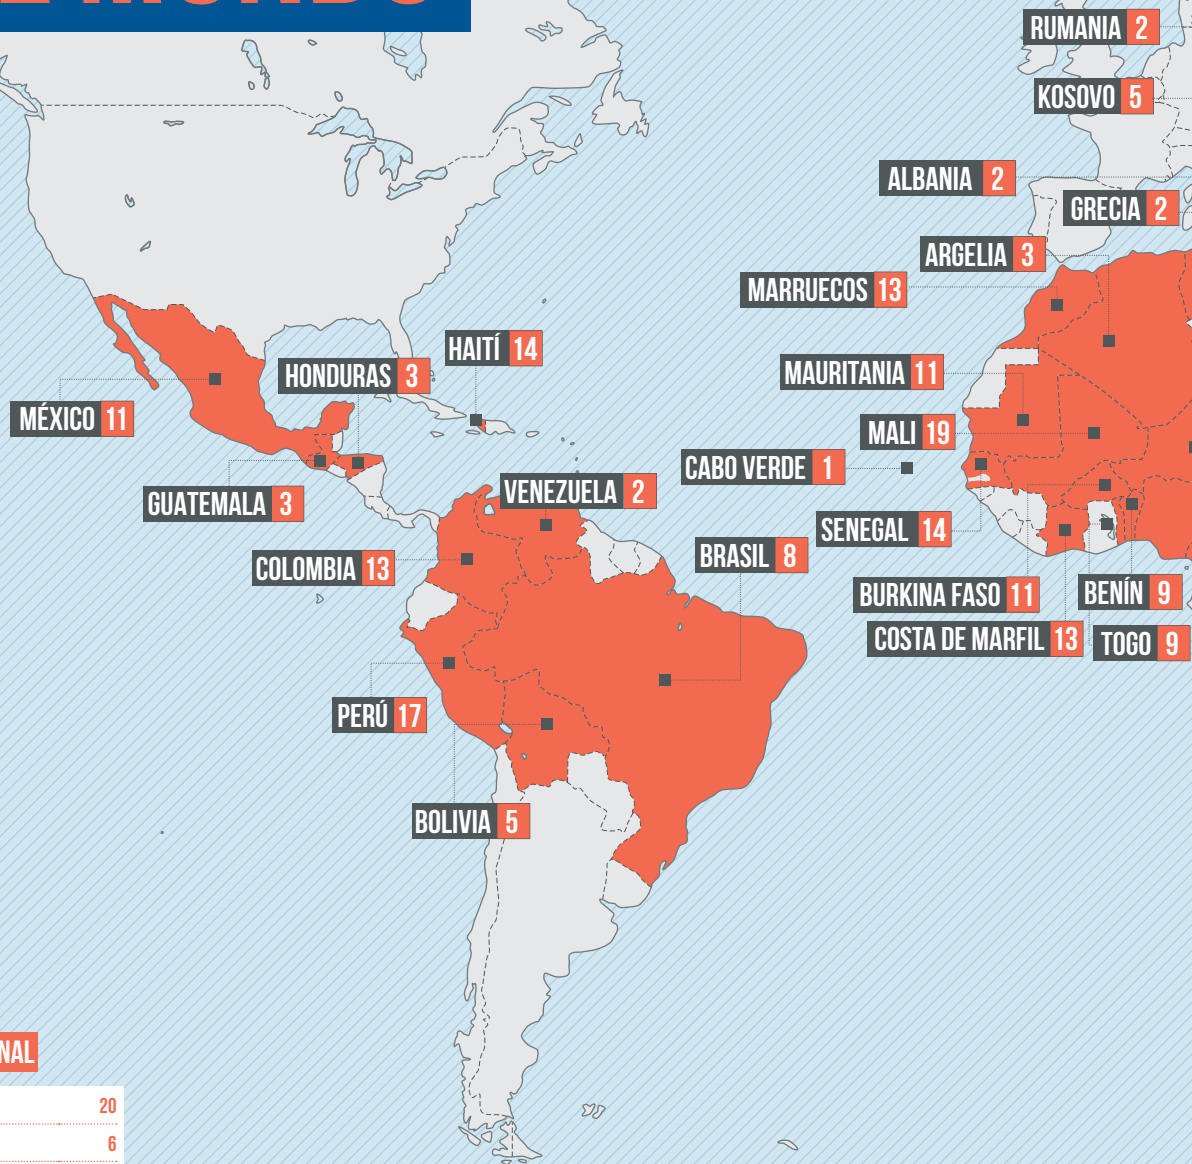 MUNDO
RUMANIA 2
KOSOVO 5
ALBANIA 2
GRECIA 2
ARGELIA 3
MARRUECOS 13
HAITÍ 14
HONDURAS 3
MAURITANIA 11
MÉXICO 11
MALI 19
CABO VERDE 1
VENEZUELA 2
GUATEMALA 3
SENEGAL 14
BRASIL 8
COLOMBIA 13
BURKINA FASO 11
BENÍN 9
COSTA DE MARFIL 13
TOGO 9
PERÚ 17
BOLIVIA 5
NAL
20
6